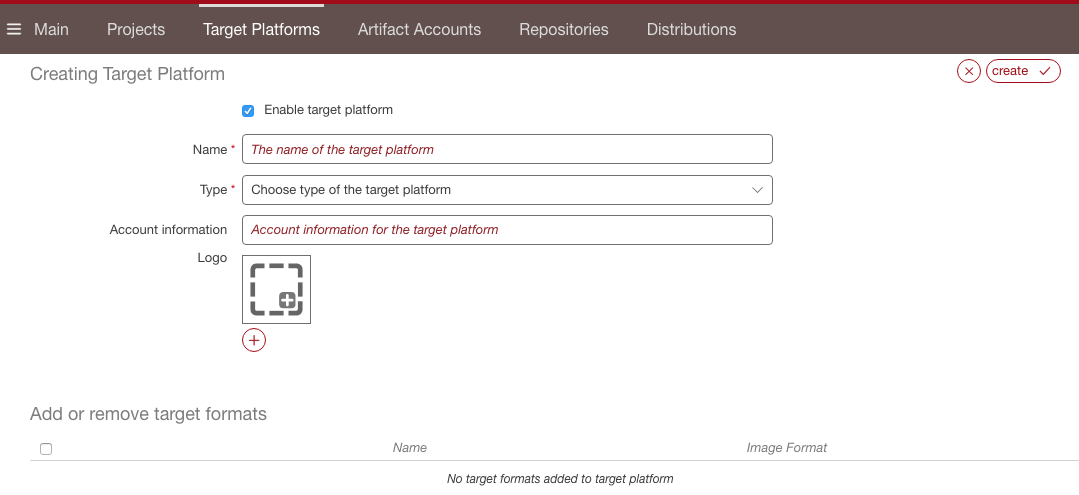 Main Projects Target Platforms Artifact Accounts Repositories Distributions
Creating Target Platform
create
Enable target platform
Name * The name of the target platform
Type * Choose type of the target platform
Account information Account information for the target platform
Logo
Add or remove target formats
Name Image Format
No target formats added to target platform